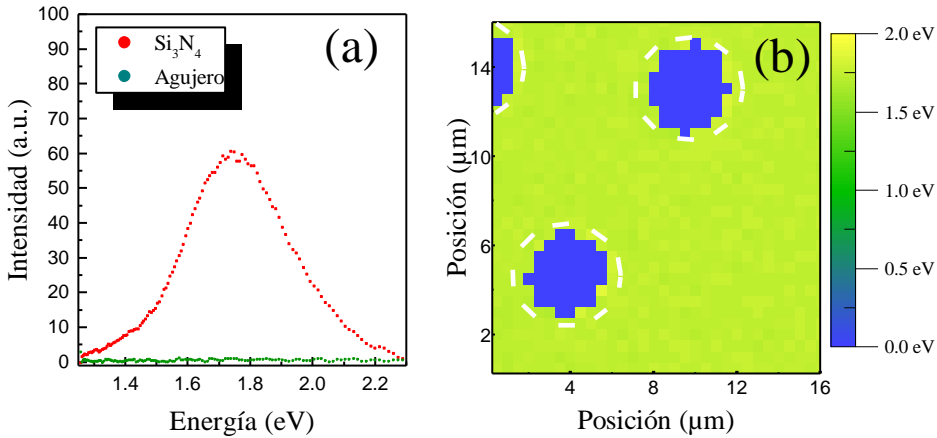 (a)
Si₃N₄
Agujero
100
90
80
70
60
50
40
30
20
10
0
Intensidad (a.u.)
1.4 1.6 1.8 2.0 2.2
Energía (eV)
(b)
14
10
6
2
Posición (µm)
4 8 12 16
Posición (µm)
2.0 eV
1.5 eV
1.0 eV
0.5 eV
0.0 eV